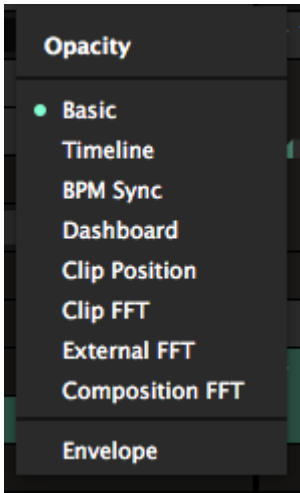 Opacity
Basic
Timeline
BPM Sync
Dashboard
Clip Position
Clip FFT
External FFT
Composition FFT
Envelope